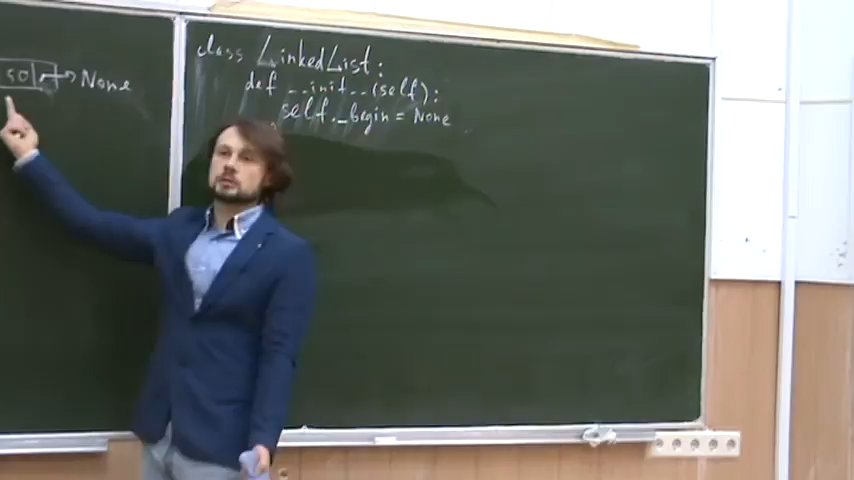 50 → None
class LinkedList:
def __init__(self):
self._begin = None